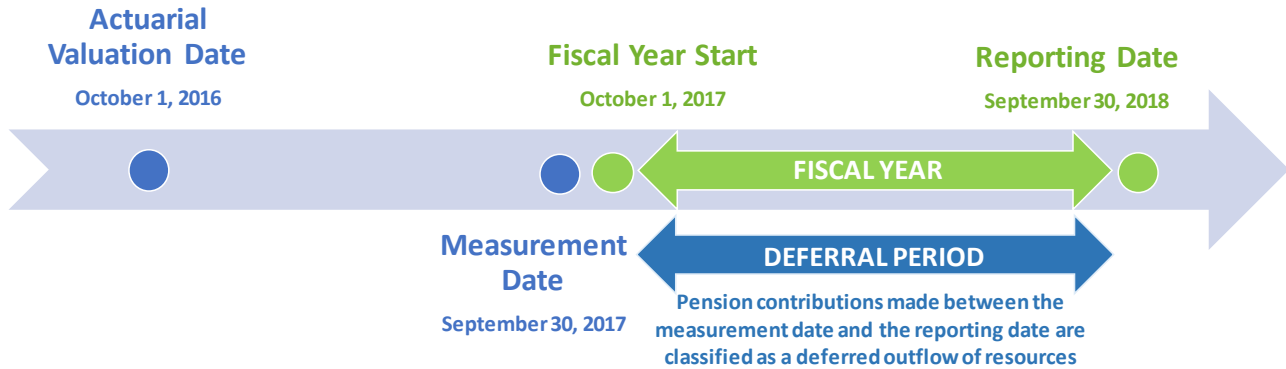 Actuarial
Valuation Date
October 1, 2016
Fiscal Year Start
October 1, 2017
Reporting Date
September 30, 2018
FISCAL YEAR
Measurement
Date
September 30, 2017
DEFERRAL PERIOD
Pension contributions made between the
measurement date and the reporting date are
classified as a deferred outflow of resources